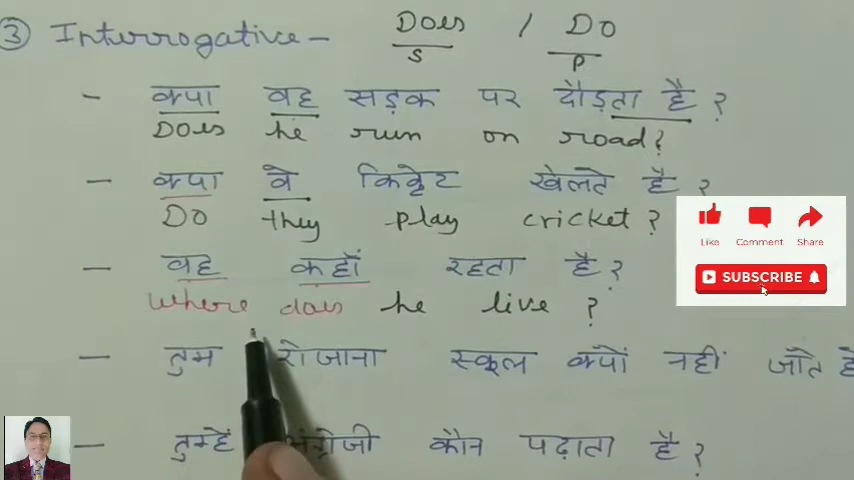 ③ Interrogative - Does / Do
S P
- क्या वह सड़क पर दौड़ता है ?
Does he run on road?
- क्या वे क्रिकेट खेलते है ?
Do they play cricket ?
- वह कहाँ रहता है ?
where does he live ?
- तुम रोजाना स्कूल क्यों नहीं जाते है
- तुम्हें अंग्रेजी कौन पढ़ाता है ?
Like Comment Share
SUBSCRIBE